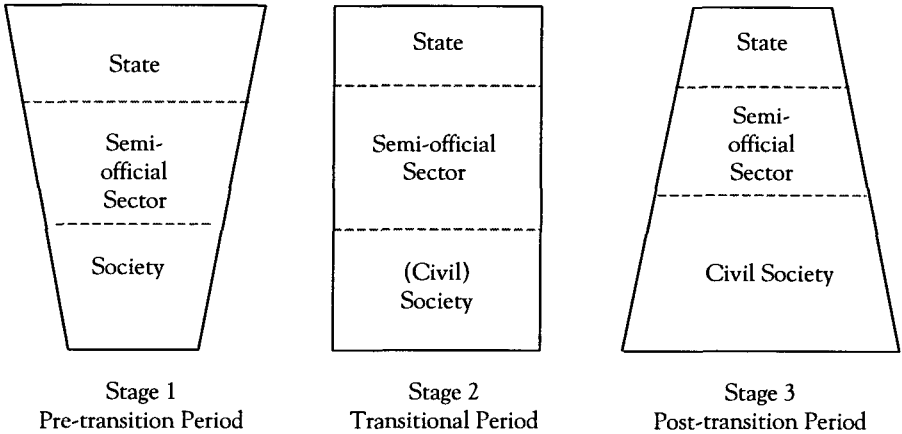 State
Semi-
official
Sector
Society
Stage 1
Pre-transition Period
State
Semi-official
Sector
(Civil)
Society
Stage 2
Transitional Period
State
Semi-
official
Sector
Civil Society
Stage 3
Post-transition Period